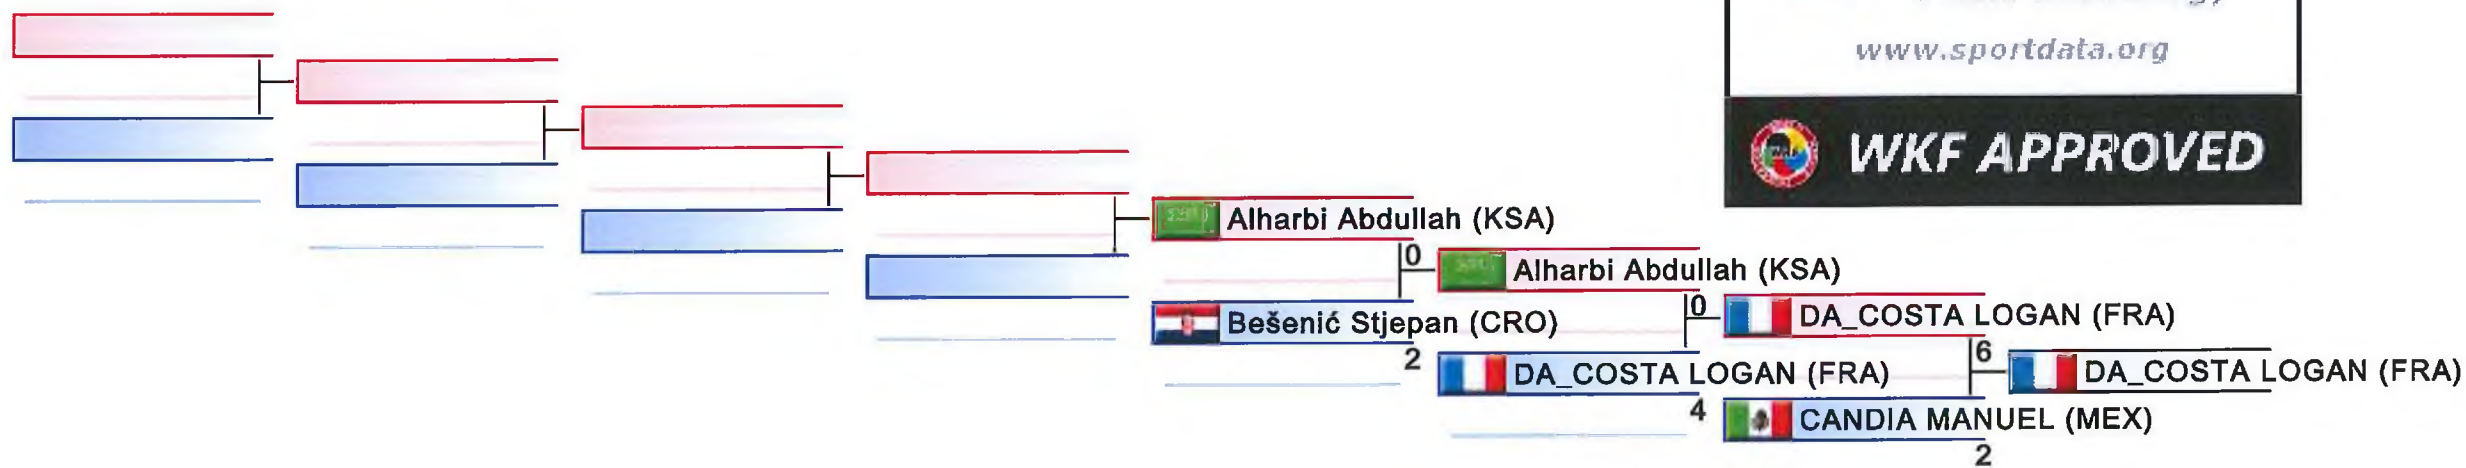 www.sportdata.org
WKF APPROVED
Alharbi Abdullah (KSA)
0
Alharbi Abdullah (KSA)
Bešenić Stjepan (CRO)
2
0
DA_COSTA LOGAN (FRA)
DA_COSTA LOGAN (FRA)
4
6
DA_COSTA LOGAN (FRA)
CANDIA MANUEL (MEX)
2